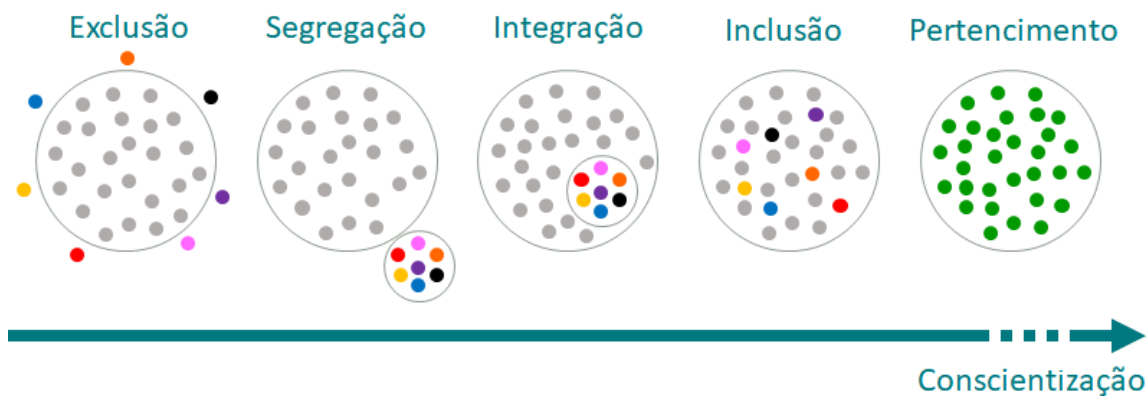 Exclusão
Segregação
Integração
Inclusão
Pertencimento
Conscientização